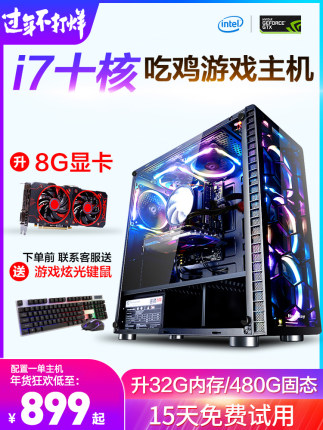 过年不打烊
intel
NVIDIA
GEFORCE
GTX
i7十核 吃鸡游戏主机
升 8G显卡
下单前 联系客服送
送 游戏炫光键鼠
配置一单主机
年货狂欢低至:
¥899起
升32G内存/480G固态
15天免费试用